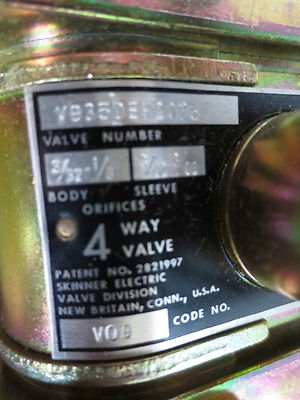 VALVE NUMBER
BODY SLEEVE
ORIFICES
4 WAY
VALVE
PATENT NO. 2821997
SKINNER ELECTRIC
VALVE DIVISION
NEW BRITAIN, CONN., U.S.A.
CODE NO.